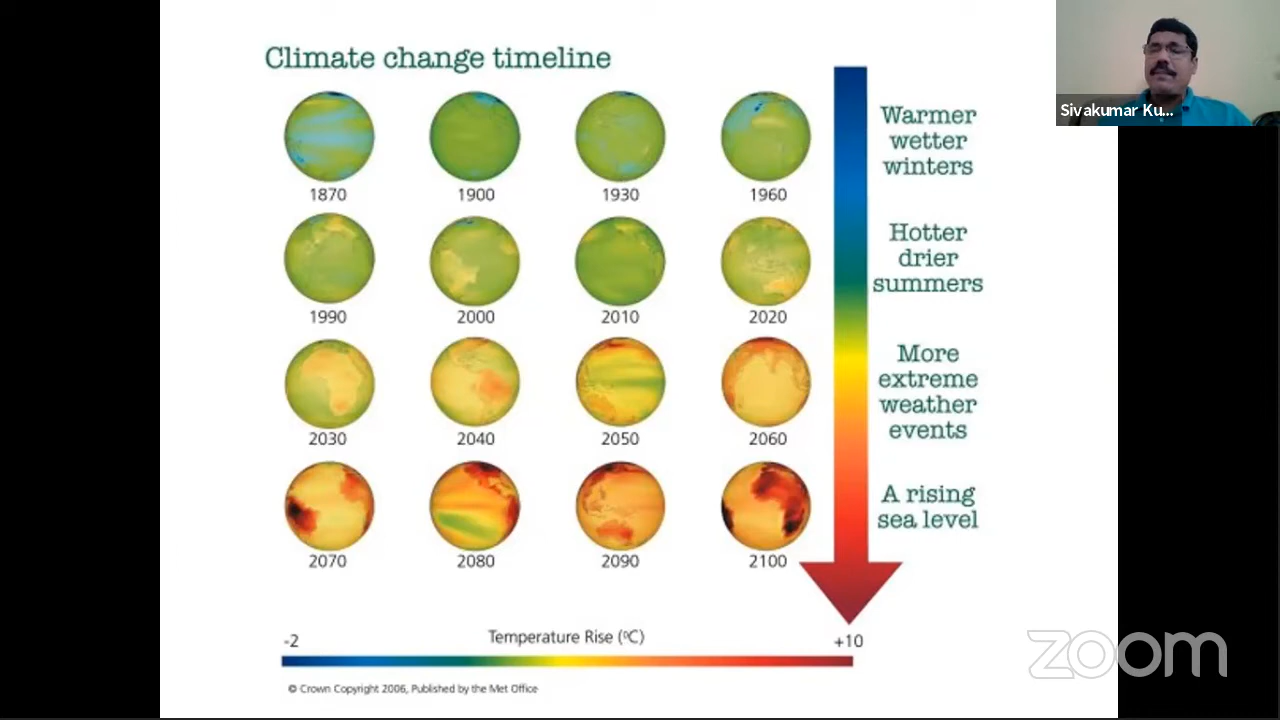 Climate change timeline
1870
1900
1930
1960
1990
2000
2010
2020
2030
2040
2050
2060
2070
2080
2090
2100
Warmer
wetter
winters
Hotter
drier
summers
More
extreme
weather
events
A rising
sea level
-2
Temperature Rise (ºC)
+10
© Crown Copyright 2006, Published by the Met Office
Sivakumar Ku...
zoom